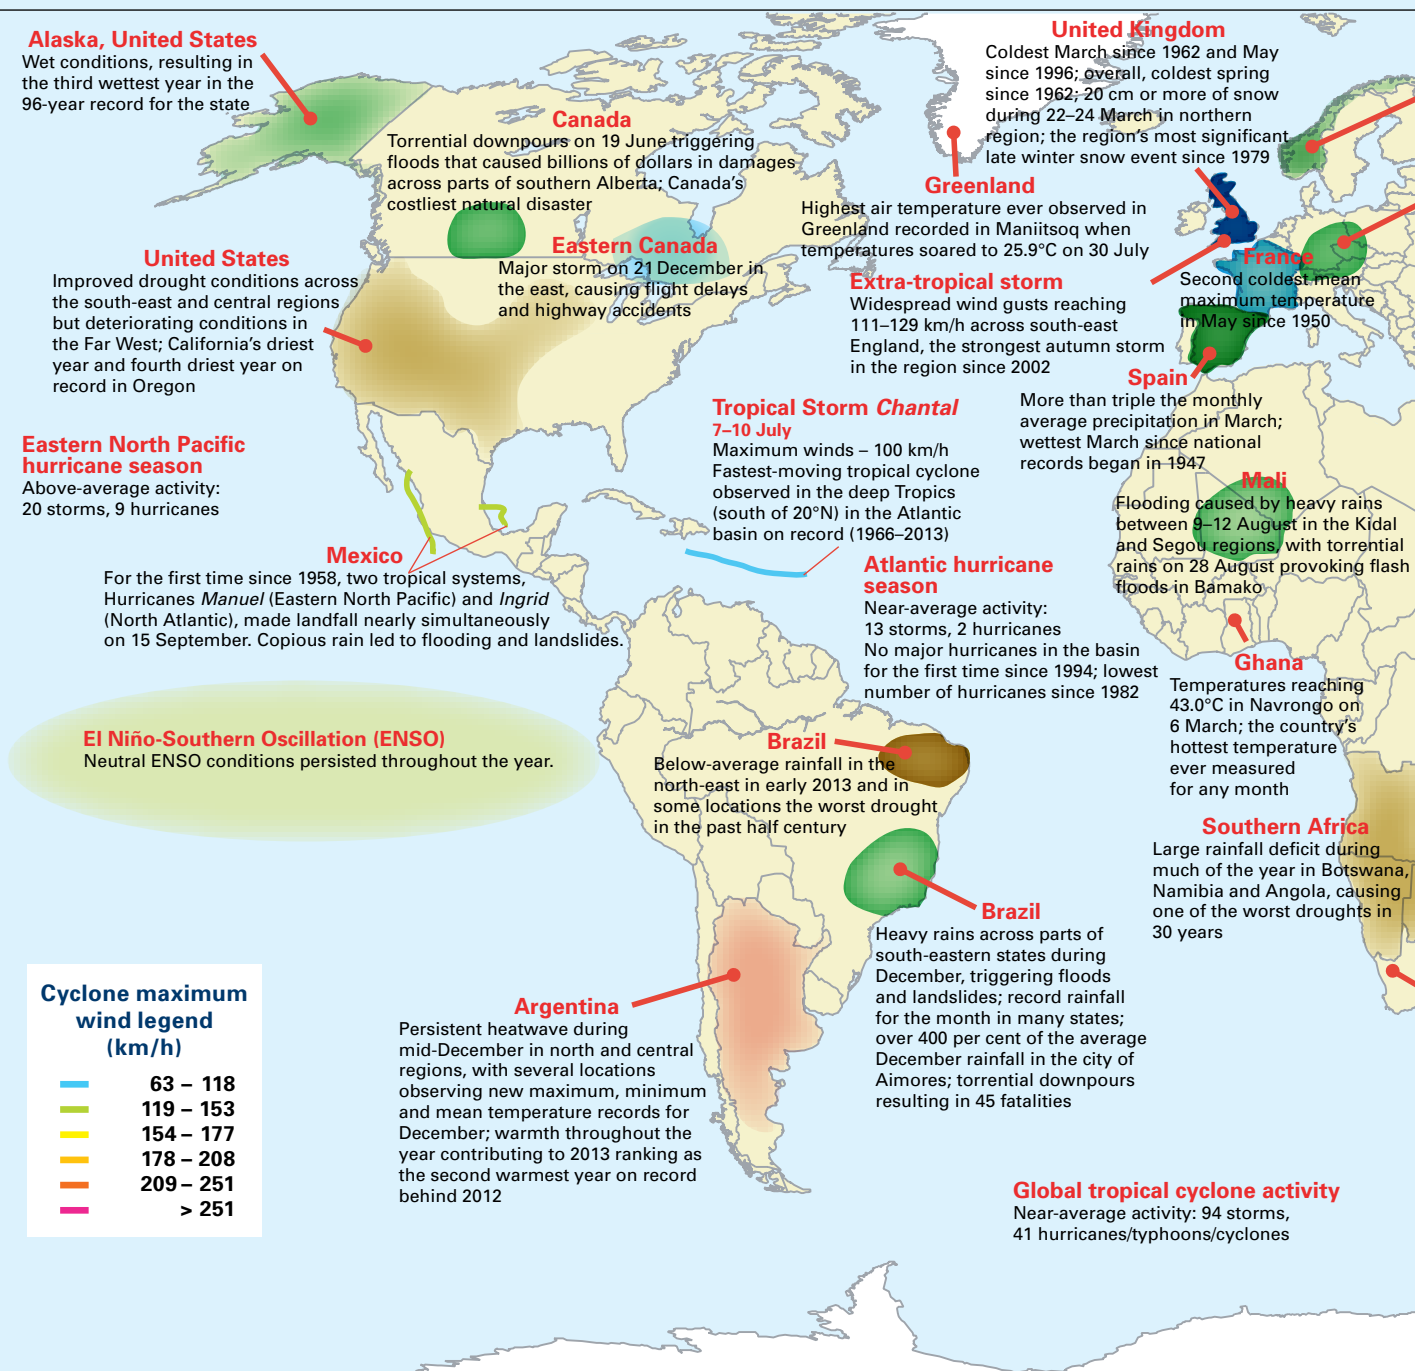 Alaska, United States
Wet conditions, resulting in
the third wettest year in the
96-year record for the state
United Kingdom
Coldest March since 1962 and May
since 1996; overall, coldest spring
since 1962; 20 cm or more of snow
during 22–24 March in northern
region; the region's most significant
late winter snow event since 1979
Canada
Torrential downpours on 19 June triggering
floods that caused billions of dollars in damages
across parts of southern Alberta; Canada's
costliest natural disaster
Greenland
Highest air temperature ever observed in
Greenland recorded in Maniitsoq when
temperatures soared to 25.9°C on 30 July
Eastern Canada
Major storm on 21 December in
the east, causing flight delays
and highway accidents
United States
Improved drought conditions across
the south-east and central regions
but deteriorating conditions in
the Far West; California's driest
year and fourth driest year on
record in Oregon
France
Second coldest mean
maximum temperature
in May since 1950
Extra-tropical storm
Widespread wind gusts reaching
111–129 km/h across south-east
England, the strongest autumn storm
in the region since 2002
Spain
More than triple the monthly
average precipitation in March;
wettest March since national
records began in 1947
Tropical Storm Chantal
7–10 July
Maximum winds – 100 km/h
Fastest-moving tropical cyclone
observed in the deep Tropics
(south of 20°N) in the Atlantic
basin on record (1966–2013)
Eastern North Pacific
hurricane season
Above-average activity:
20 storms, 9 hurricanes
Mali
Flooding caused by heavy rains
between 9–12 August in the Kidal
and Segou regions, with torrential
rains on 28 August provoking flash
floods in Bamako
Mexico
For the first time since 1958, two tropical systems,
Hurricanes Manuel (Eastern North Pacific) and Ingrid
(North Atlantic), made landfall nearly simultaneously
on 15 September. Copious rain led to flooding and landslides.
Atlantic hurricane
season
Near-average activity:
13 storms, 2 hurricanes
No major hurricanes in the basin
for the first time since 1994; lowest
number of hurricanes since 1982
Ghana
Temperatures reaching
43.0°C in Navrongo on
6 March; the country's
hottest temperature
ever measured
for any month
El Niño-Southern Oscillation (ENSO)
Neutral ENSO conditions persisted throughout the year.
Brazil
Below-average rainfall in the
north-east in early 2013 and in
some locations the worst drought
in the past half century
Southern Africa
Large rainfall deficit during
much of the year in Botswana,
Namibia and Angola, causing
one of the worst droughts in
30 years
Brazil
Heavy rains across parts of
south-eastern states during
December, triggering floods
and landslides; record rainfall
for the month in many states;
over 400 per cent of the average
December rainfall in the city of
Aimores; torrential downpours
resulting in 45 fatalities
Argentina
Persistent heatwave during
mid-December in north and central
regions, with several locations
observing new maximum, minimum
and mean temperature records for
December; warmth throughout the
year contributing to 2013 ranking as
the second warmest year on record
behind 2012
Cyclone maximum
wind legend
(km/h)
63 – 118
119 – 153
154 – 177
178 – 208
209 – 251
> 251
Global tropical cyclone activity
Near-average activity: 94 storms,
41 hurricanes/typhoons/cyclones